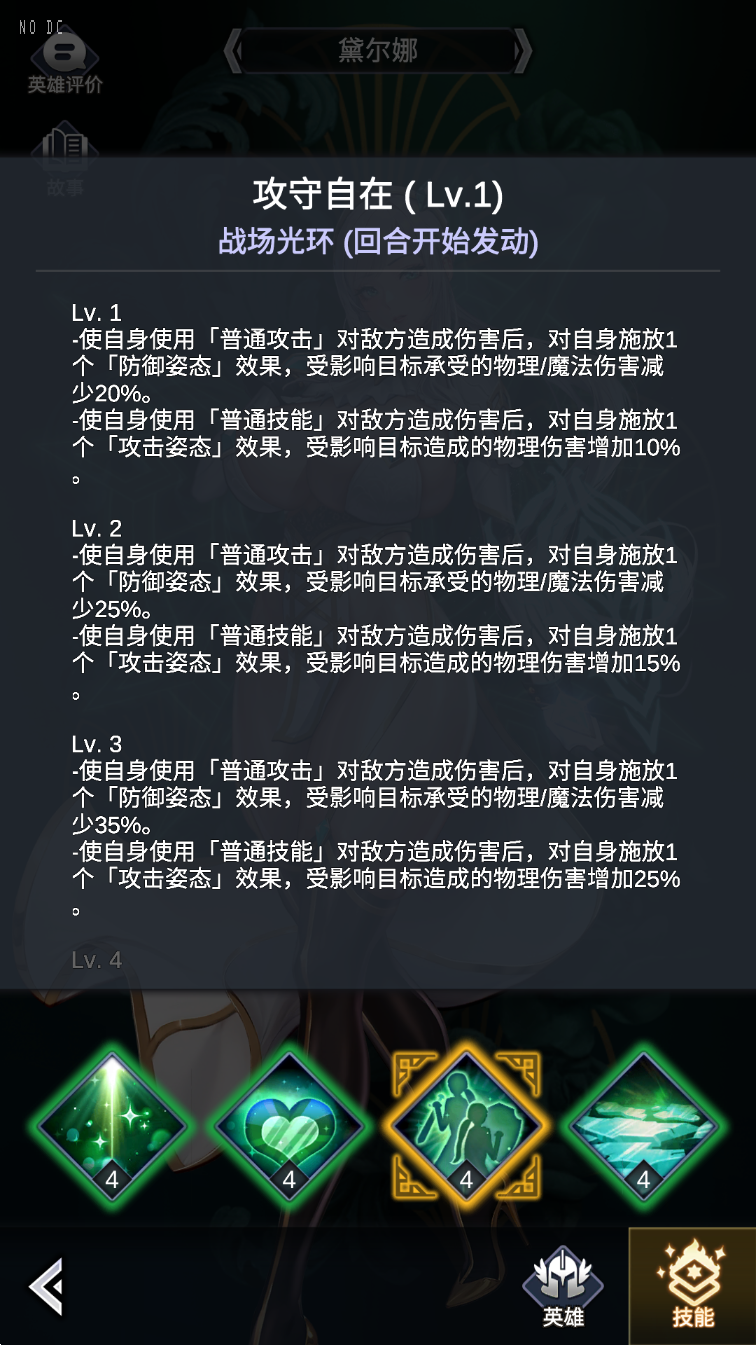 NO DC
黛尔娜
英雄评价
故事
攻守自在 ( Lv.1)
战场光环 (回合开始发动)
Lv. 1
-使自身使用「普通攻击」对敌方造成伤害后，对自身施放1
个「防御姿态」效果，受影响目标承受的物理/魔法伤害减
少20%。
-使自身使用「普通技能」对敌方造成伤害后，对自身施放1
个「攻击姿态」效果，受影响目标造成的物理伤害增加10%
。
Lv. 2
-使自身使用「普通攻击」对敌方造成伤害后，对自身施放1
个「防御姿态」效果，受影响目标承受的物理/魔法伤害减
少25%。
-使自身使用「普通技能」对敌方造成伤害后，对自身施放1
个「攻击姿态」效果，受影响目标造成的物理伤害增加15%
。
Lv. 3
-使自身使用「普通攻击」对敌方造成伤害后，对自身施放1
个「防御姿态」效果，受影响目标承受的物理/魔法伤害减
少35%。
-使自身使用「普通技能」对敌方造成伤害后，对自身施放1
个「攻击姿态」效果，受影响目标造成的物理伤害增加25%
。
Lv. 4
4 4 4 4
英雄 技能